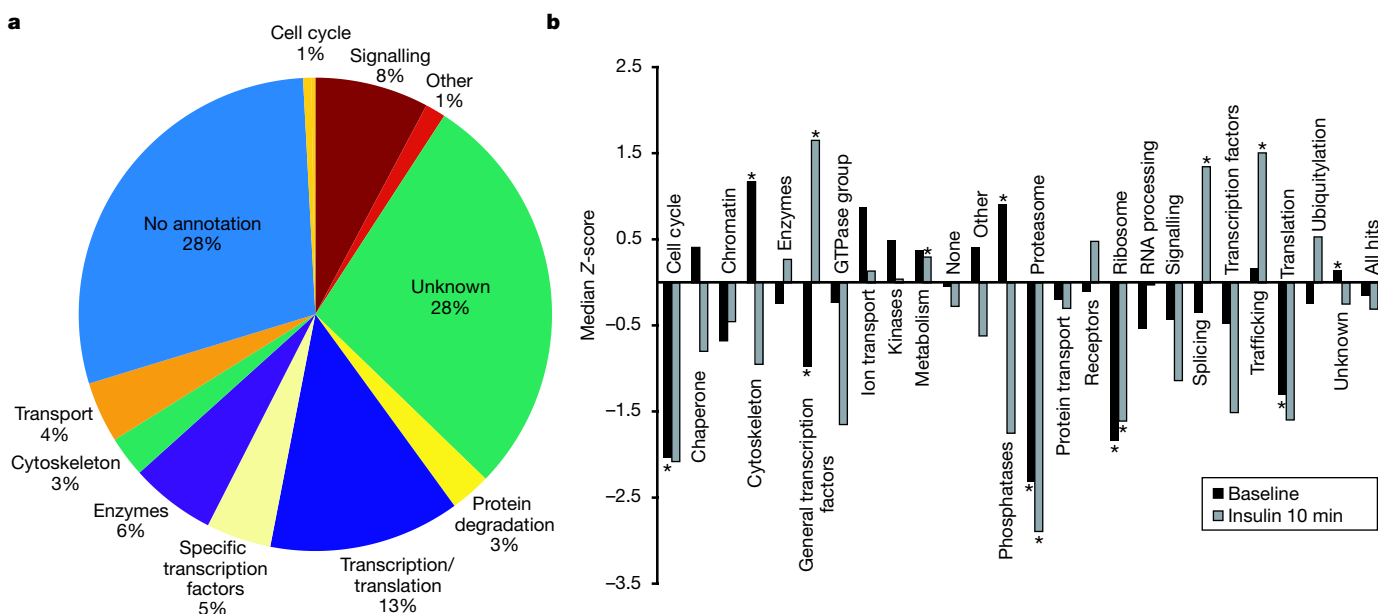 a
Cell cycle
1%
Signalling
8%
Other
1%
No annotation
28%
Unknown
28%
Transport
4%
Cytoskeleton
3%
Enzymes
6%
Specific
transcription
factors
5%
Transcription/
translation
13%
Protein
degradation
3%
b
Median Z-score
2.5
1.5
0.5
−0.5
−1.5
−2.5
−3.5
Cell cycle
Chaperone
Chromatin
Cytoskeleton
Enzymes
General transcription
factors
GTPase group
Ion transport
Kinases
Metabolism
None
Other
Phosphatases
Proteasome
Protein transport
Receptors
Ribosome
RNA processing
Signalling
Splicing
Transcription factors
Trafficking
Translation
Ubiquitylation
Unknown
All hits
* * * * * * * * * * * * * * *
Baseline
Insulin 10 min